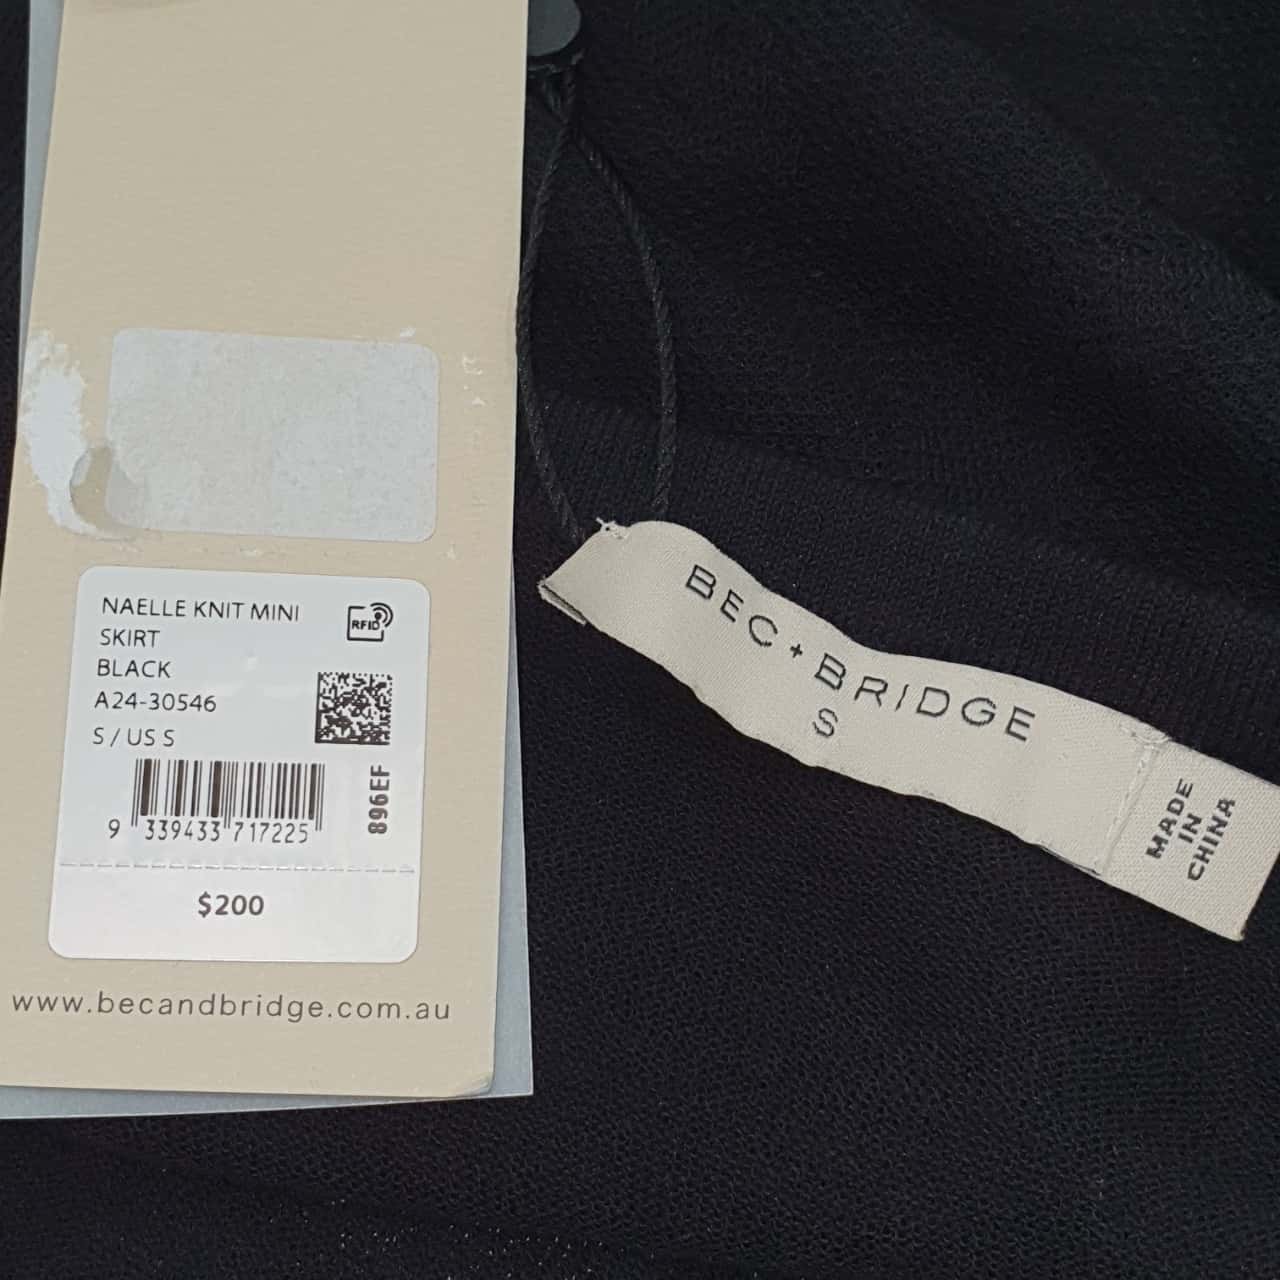 NAELLE KNIT MINI
SKIRT
BLACK
A24-30546
S / US S
RFID
9 339433 717225
896EF
$200
www.becandbridge.com.au
BEC+BRIDGE
S
MADE
IN
CHINA